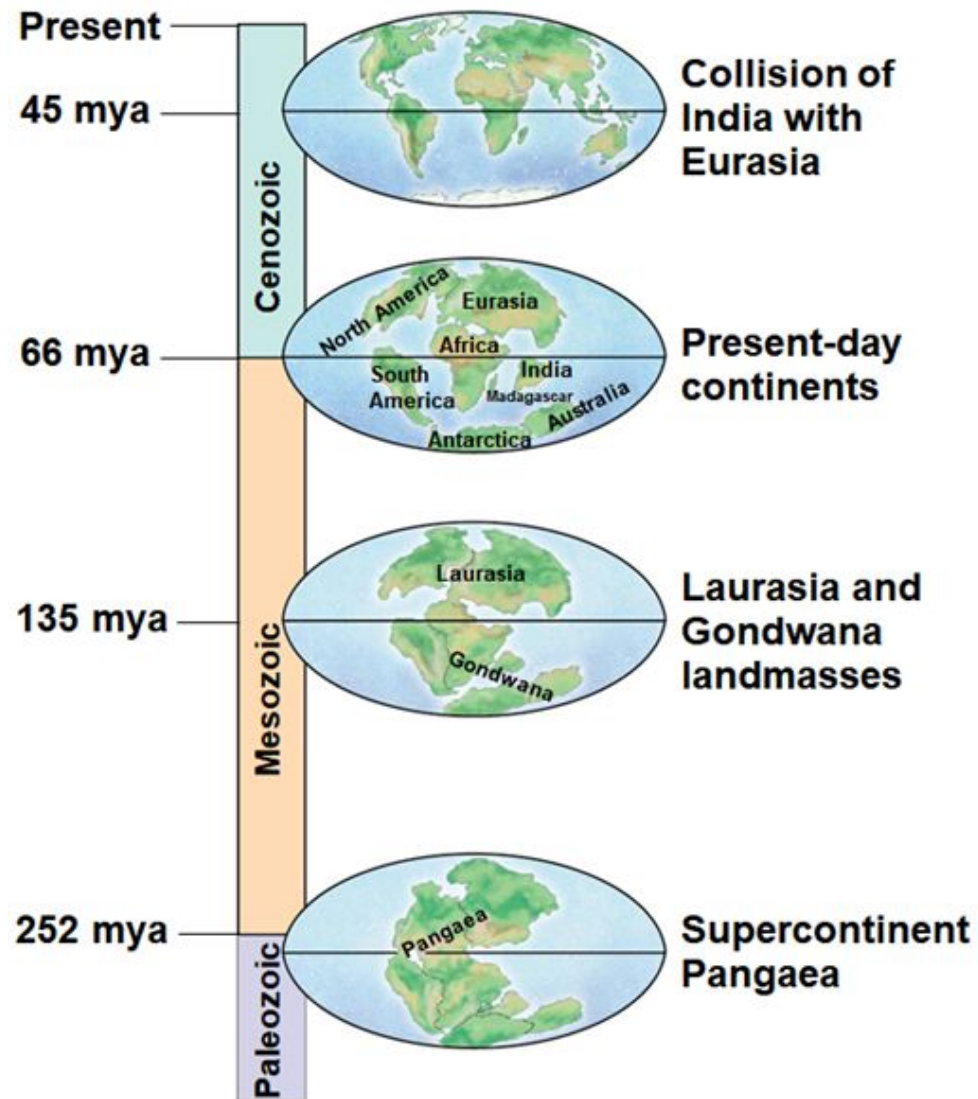 Present
45 mya
Cenozoic
Collision of
India with
Eurasia
66 mya
North America
Eurasia
Africa
South
America
India
Madagascar
Australia
Antarctica
Present-day
continents
135 mya
Mesozoic
Laurasia
Gondwana
Laurasia and
Gondwana
landmasses
252 mya
Paleozoic
Pangaea
Supercontinent
Pangaea